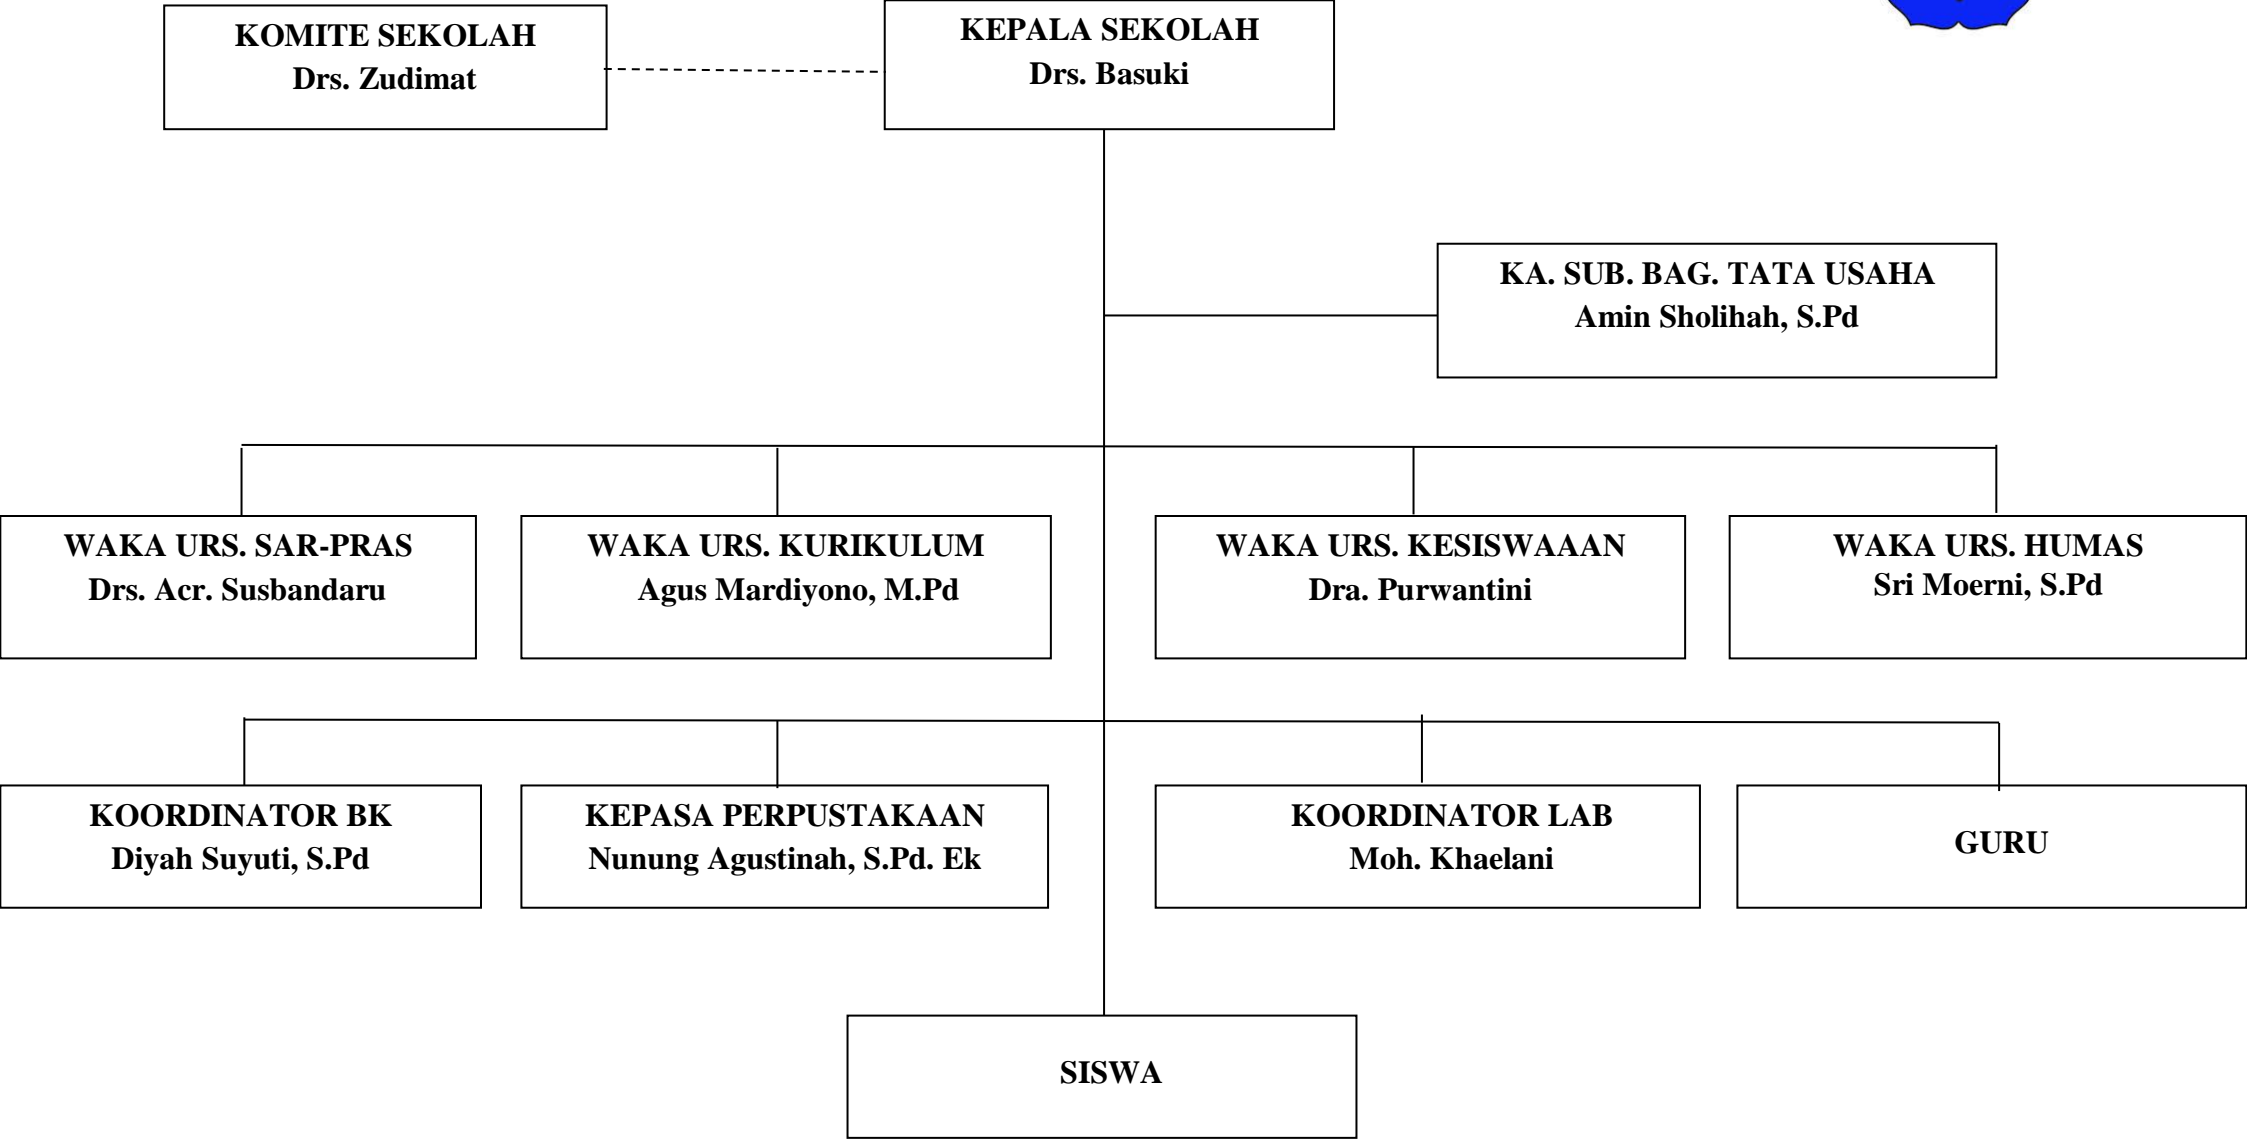 KOMITE SEKOLAH
Drs. Zudimat
KEPALA SEKOLAH
Drs. Basuki
KA. SUB. BAG. TATA USAHA
Amin Sholihah, S.Pd
WAKA URS. SAR-PRAS
Drs. Acr. Susbandaru
WAKA URS. KURIKULUM
Agus Mardiyono, M.Pd
WAKA URS. KESISWAAAN
Dra. Purwantini
WAKA URS. HUMAS
Sri Moerni, S.Pd
KOORDINATOR BK
Diyah Suyuti, S.Pd
KEPASA PERPUSTAKAAN
Nunung Agustinah, S.Pd. Ek
KOORDINATOR LAB
Moh. Khaelani
GURU
SISWA